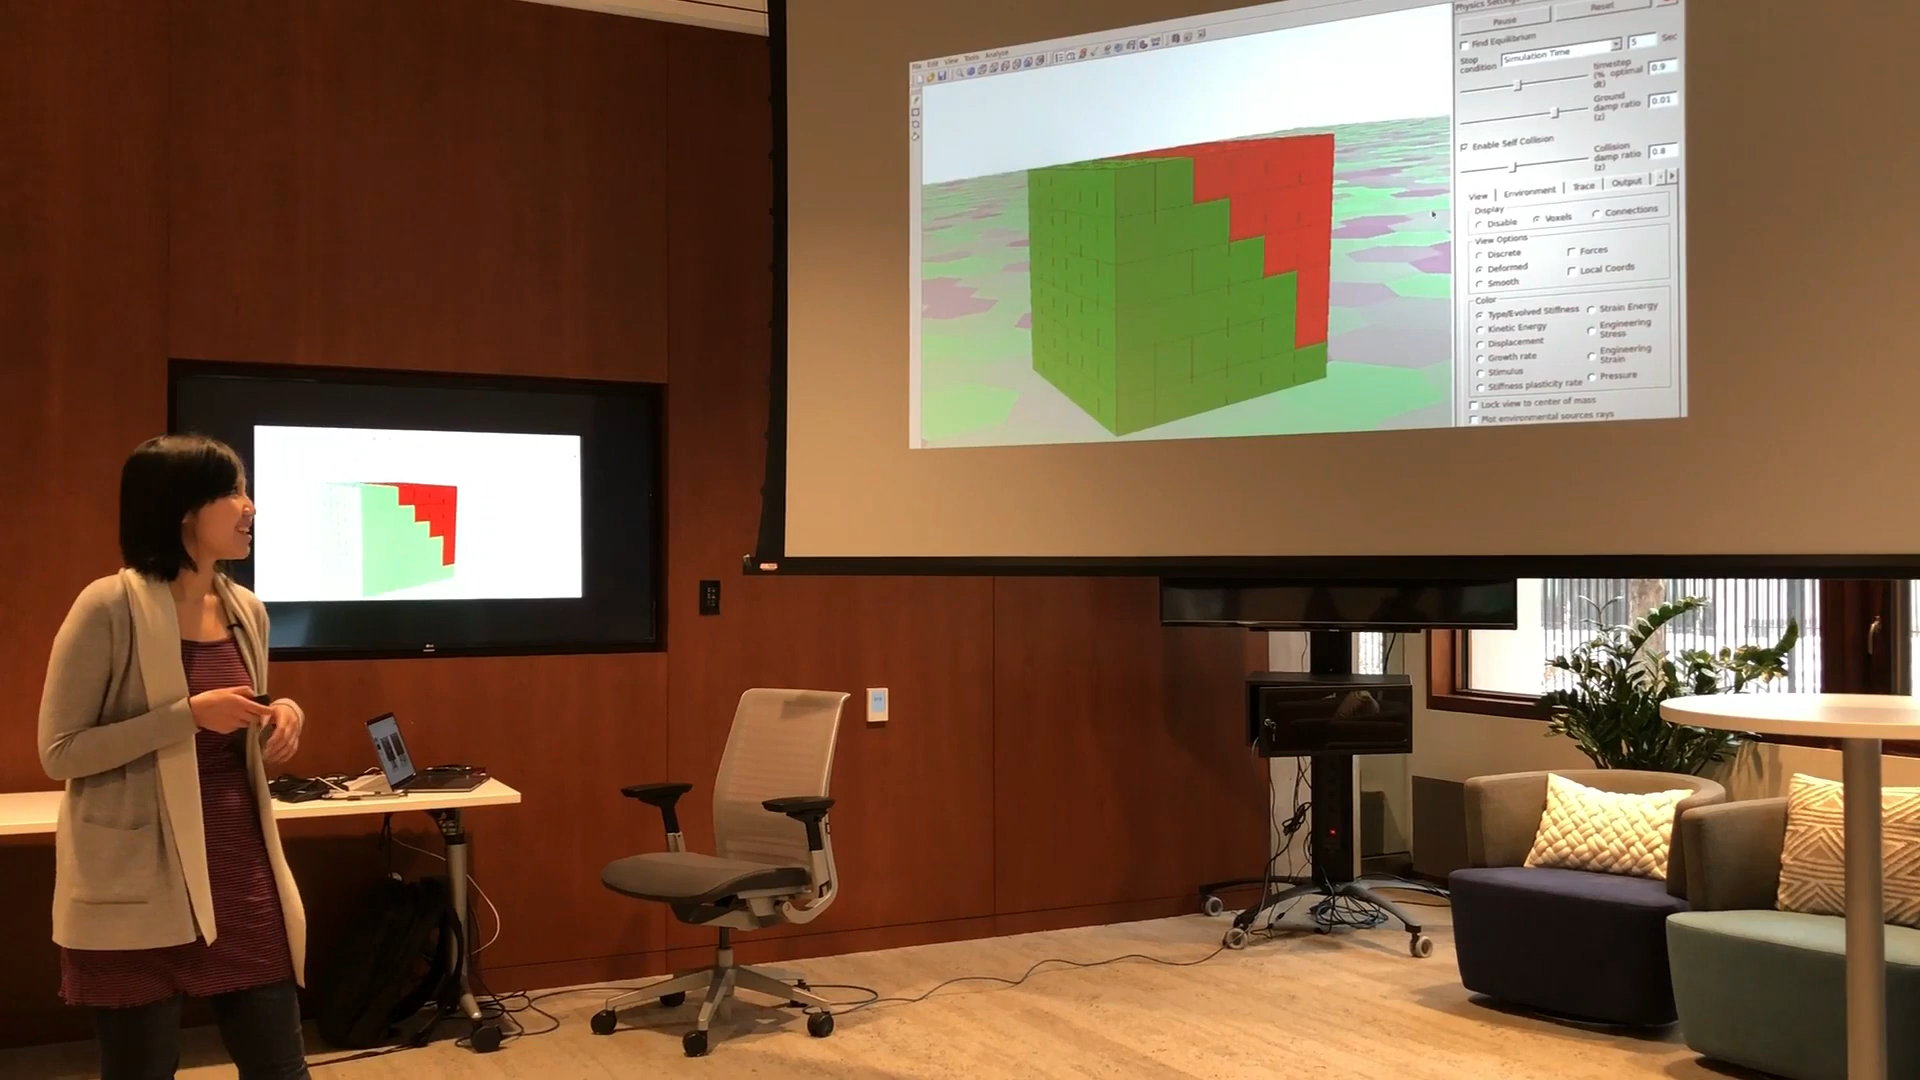 File Edit View Tools Analyze
Physics Settings
Pause
Reset
Find Equilibrium
Stop condition
Simulation Time
5
Sec
timestep (% optimal dt)
0.9
Ground damp ratio (z)
0.01
Enable Self Collision
Collision damp ratio (z)
0.8
View
Environment
Trace
Output
Display
Disable
Voxels
Connections
View Options
Discrete
Forces
Deformed
Local Coords
Smooth
Color
Type/Evolved Stiffness
Strain Energy
Kinetic Energy
Engineering Stress
Displacement
Growth rate
Engineering Strain
Stimulus
Stiffness plasticity rate
Pressure
Lock view to center of mass
Plot environmental sources rays